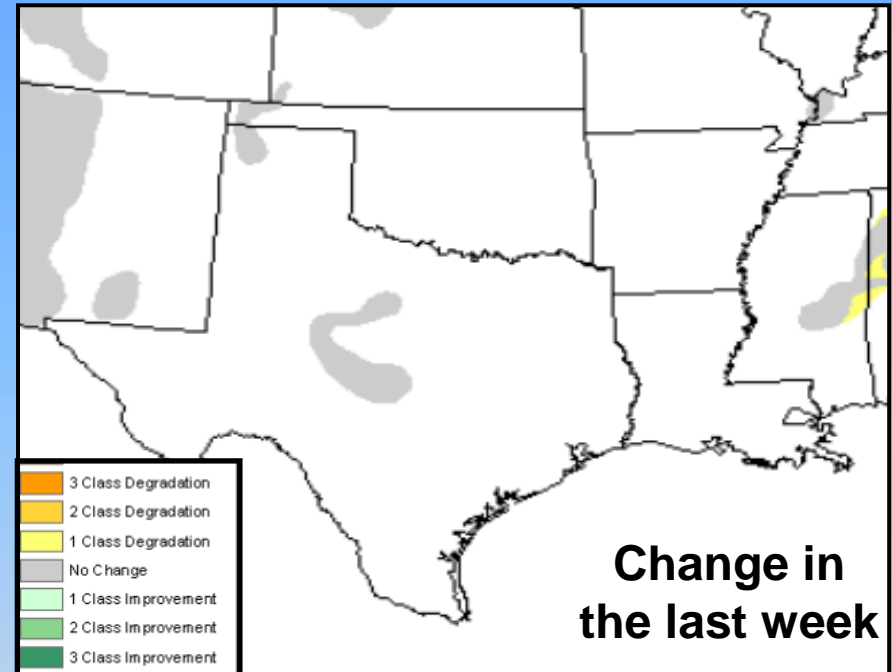 3 Class Degradation
2 Class Degradation
1 Class Degradation
No Change
1 Class Improvement
2 Class Improvement
3 Class Improvement
Change in
the last week